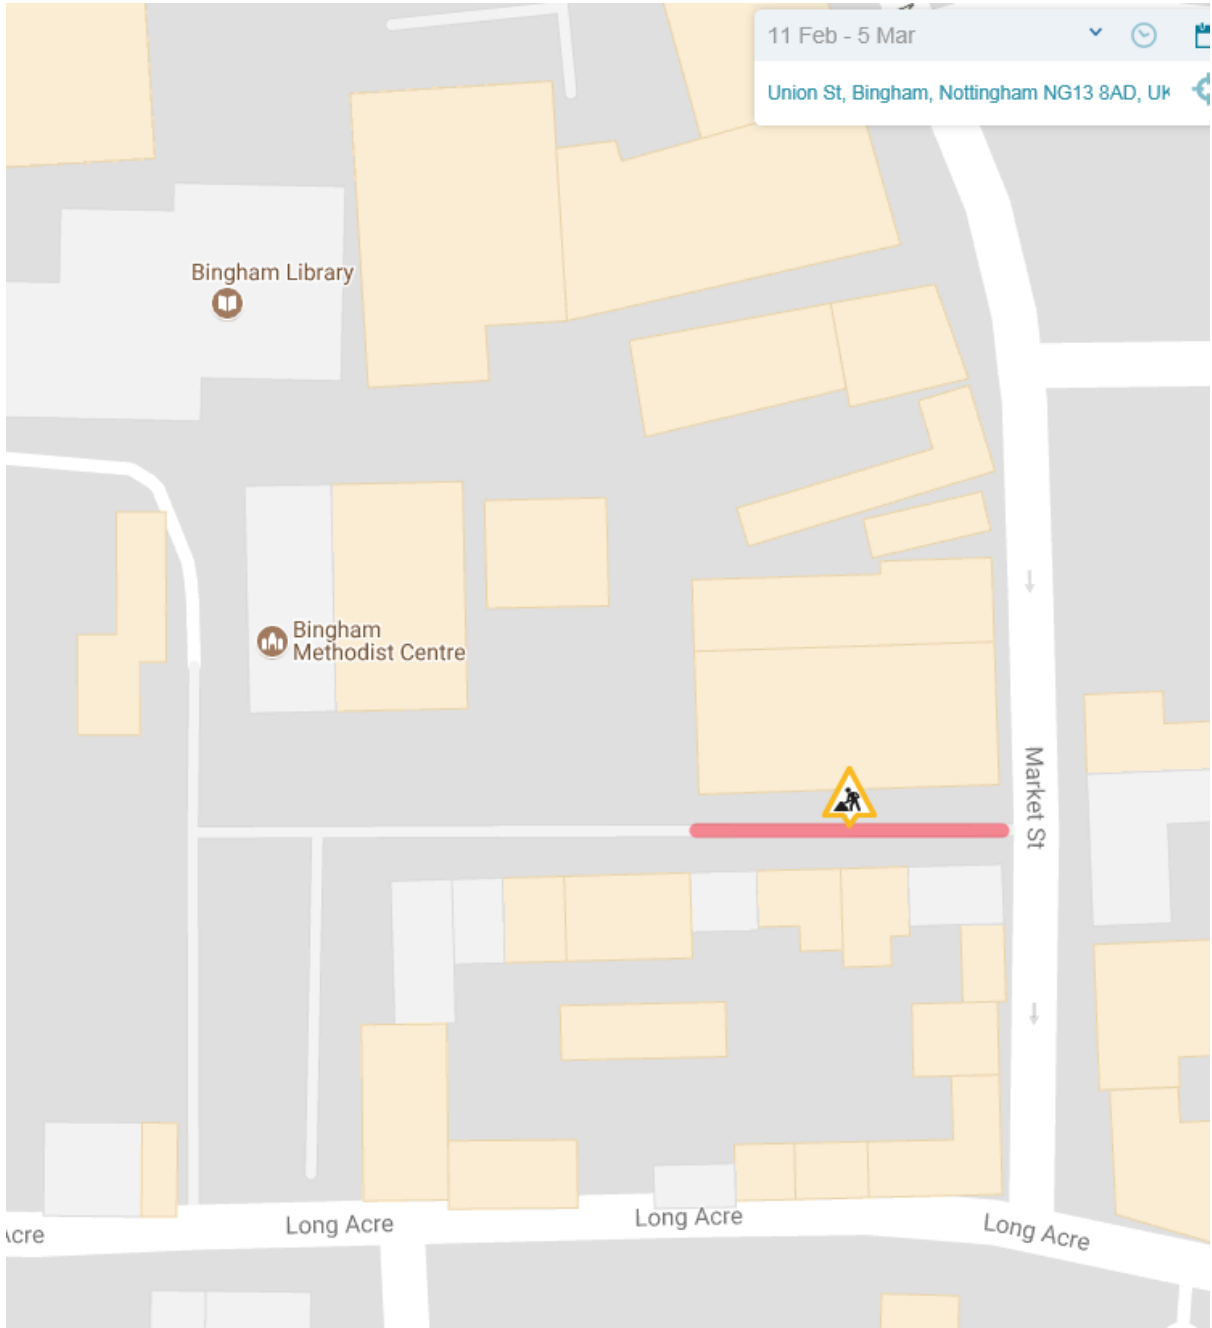 11 Feb - 5 Mar
Union St, Bingham, Nottingham NG13 8AD, UK
Bingham Library
Bingham
Methodist Centre
Market St
Long Acre
Long Acre
Long Acre
Acre